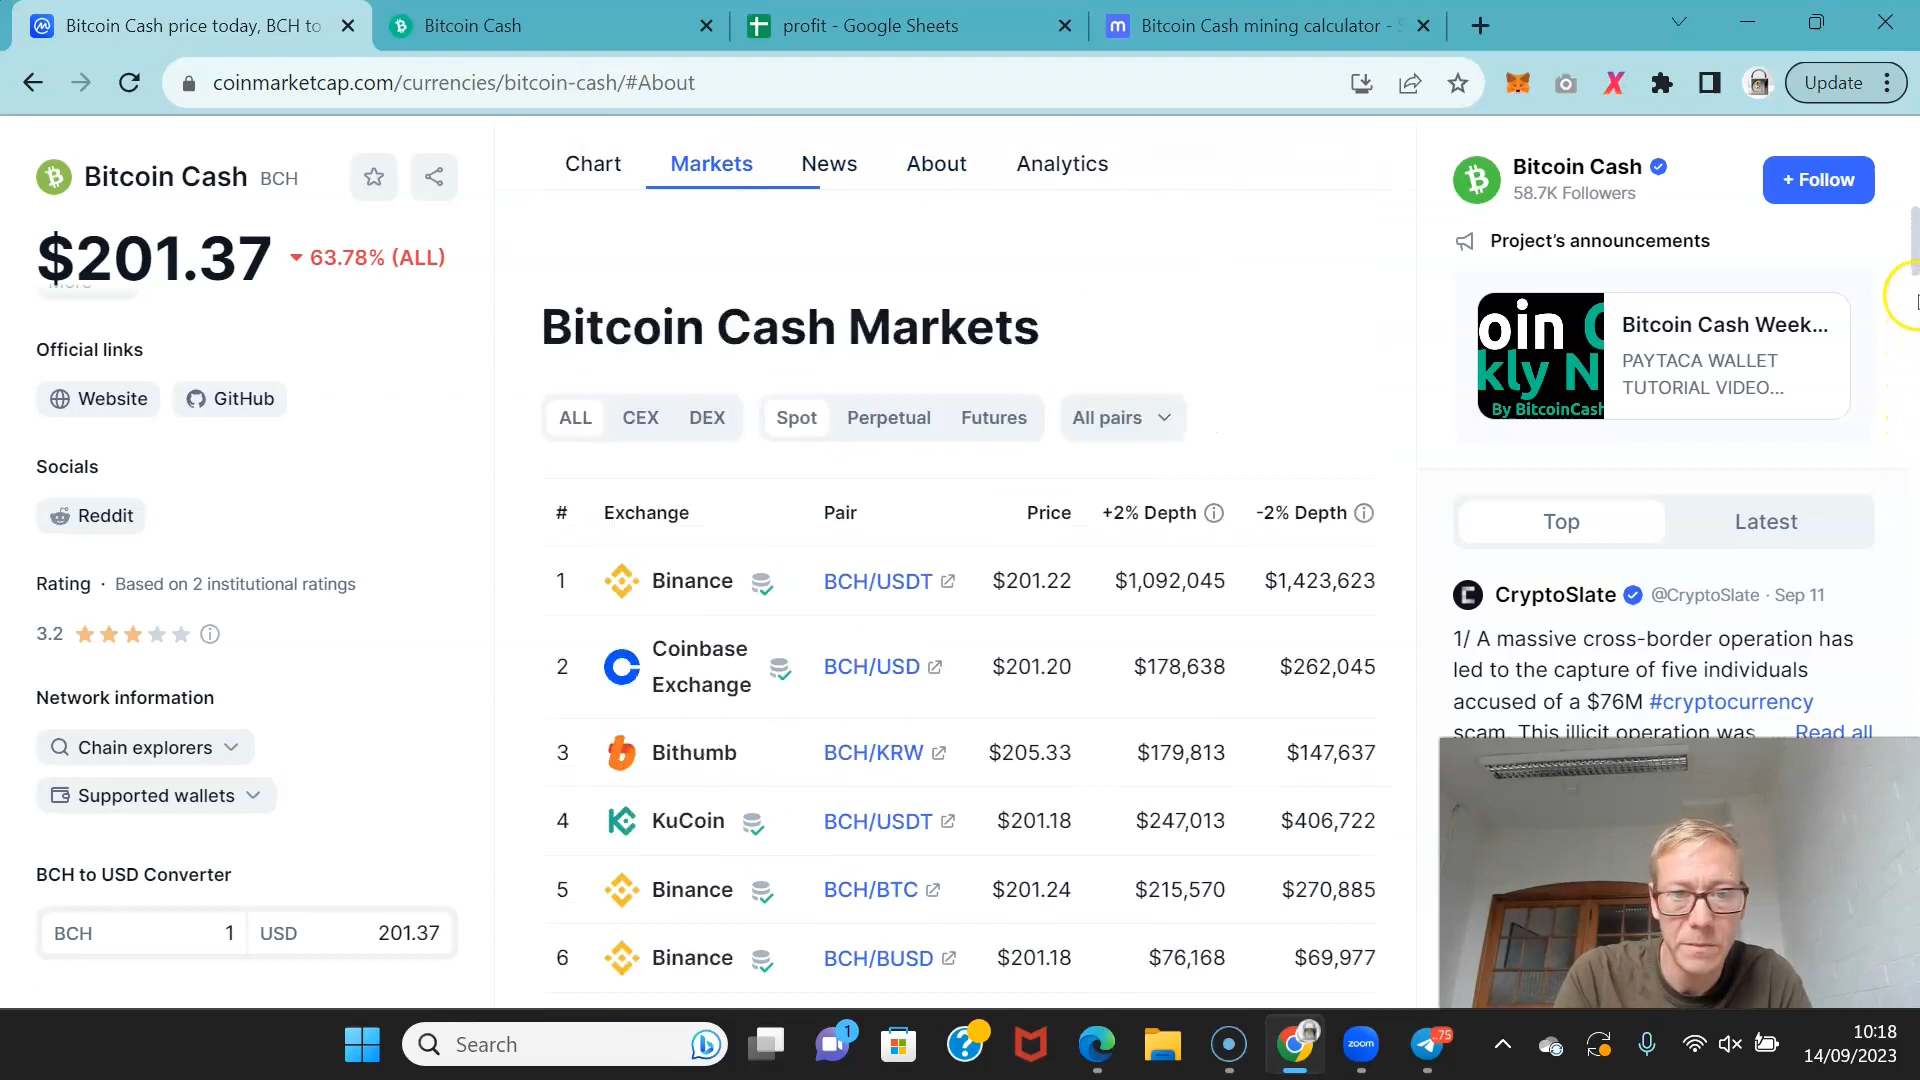 Bitcoin Cash price today, BCH to
Bitcoin Cash
profit - Google Sheets
Bitcoin Cash mining calculator -
coinmarketcap.com/currencies/bitcoin-cash/#About
Update
Bitcoin Cash BCH
$201.37
63.78% (ALL)
Official links
Website
GitHub
Socials
Reddit
Rating · Based on 2 institutional ratings
3.2
Network information
Chain explorers
Supported wallets
BCH to USD Converter
BCH 1
USD 201.37
Chart Markets News About Analytics
Bitcoin Cash Markets
ALL CEX DEX
Spot Perpetual Futures
All pairs
# Exchange Pair Price +2% Depth -2% Depth
1 Binance BCH/USDT $201.22 $1,092,045 $1,423,623
2 Coinbase Exchange BCH/USD $201.20 $178,638 $262,045
3 Bithumb BCH/KRW $205.33 $179,813 $147,637
4 KuCoin BCH/USDT $201.18 $247,013 $406,722
5 Binance BCH/BTC $201.24 $215,570 $270,885
6 Binance BCH/BUSD $201.18 $76,168 $69,977
Bitcoin Cash
58.7K Followers
+ Follow
Project's announcements
oin C
kly N
By BitcoinCash
Bitcoin Cash Week...
PAYTACA WALLET
TUTORIAL VIDEO...
Top Latest
CryptoSlate @CryptoSlate · Sep 11
1/ A massive cross-border operation has
led to the capture of five individuals
accused of a $76M #cryptocurrency
scam. This illicit operation was ... Read all
Search
1
zoom
75
10:18
14/09/2023